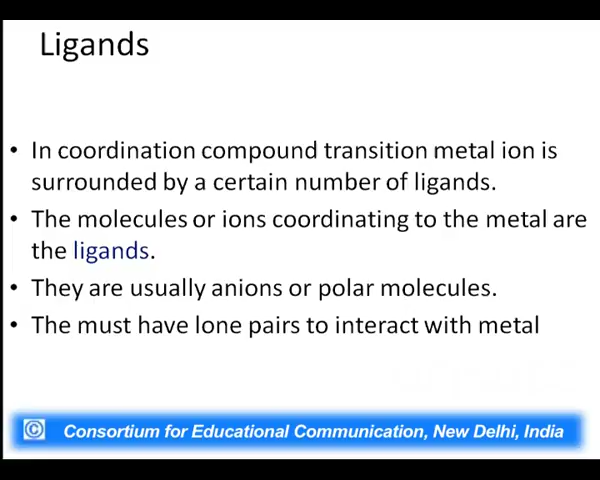 Ligands
• In coordination compound transition metal ion is
surrounded by a certain number of ligands.
• The molecules or ions coordinating to the metal are
the ligands.
• They are usually anions or polar molecules.
• The must have lone pairs to interact with metal
© Consortium for Educational Communication, New Delhi, India